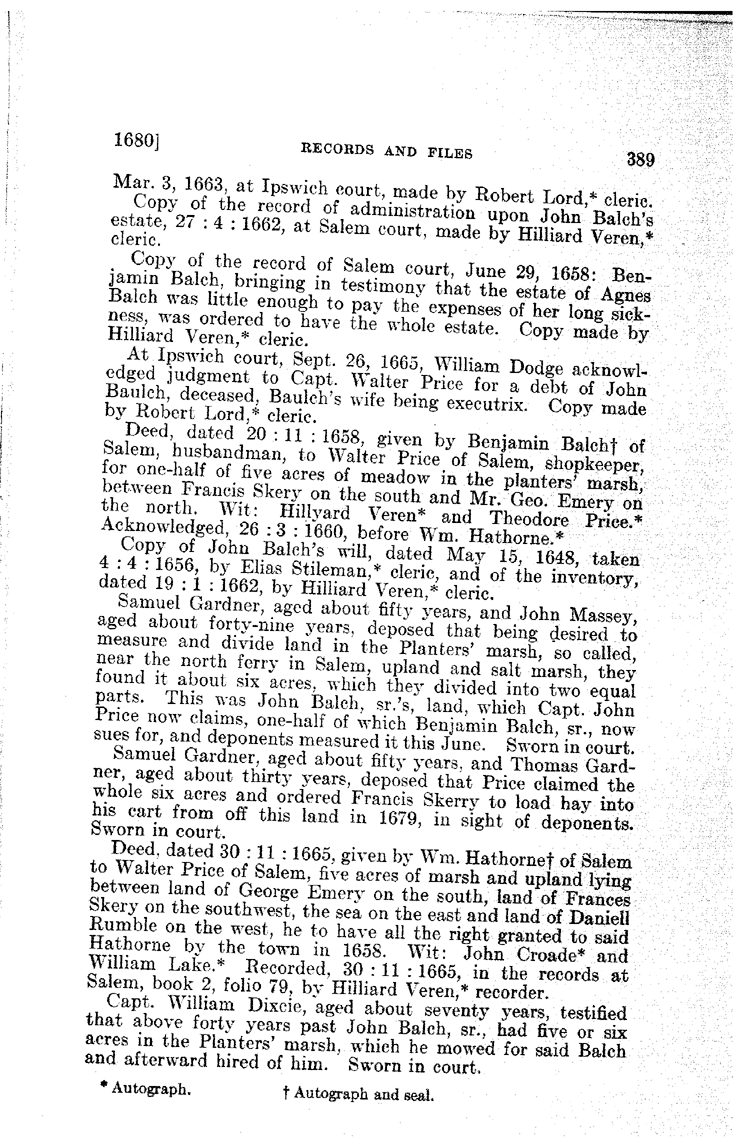 1680]
RECORDS AND FILES
389
Mar. 3, 1663, at Ipswich court, made by Robert Lord,* cleric.
Copy of the record of administration upon John Balch's
estate, 27 : 4 : 1662, at Salem court, made by Hilliard Veren,*
cleric.
Copy of the record of Salem court, June 29, 1658: Ben-
jamin Balch, bringing in testimony that the estate of Agnes
Balch was little enough to pay the expenses of her long sick-
ness, was ordered to have the whole estate. Copy made by
Hilliard Veren,* cleric.
At Ipswich court, Sept. 26, 1665, William Dodge acknowl-
edged judgment to Capt. Walter Price for a debt of John
Baulch, deceased, Baulch's wife being executrix. Copy made
by Robert Lord,* cleric.
Deed, dated 20 : 11 : 1658, given by Benjamin Balch† of
Salem, husbandman, to Walter Price of Salem, shopkeeper,
for one-half of five acres of meadow in the planters' marsh,
between Francis Skery on the south and Mr. Geo. Emery on
the north. Wit: Hillyard Veren* and Theodore Price.*
Acknowledged, 26 : 3 : 1660, before Wm. Hathorne.*
Copy of John Balch's will, dated May 15, 1648, taken
4 : 4 : 1656, by Elias Stileman,* cleric, and of the inventory,
dated 19 : 1 : 1662, by Hilliard Veren,* cleric.
Samuel Gardner, aged about fifty years, and John Massey,
aged about forty-nine years, deposed that being desired to
measure and divide land in the Planters' marsh, so called,
near the north ferry in Salem, upland and salt marsh, they
found it about six acres, which they divided into two equal
parts. This was John Balch, sr.'s, land, which Capt. John
Price now claims, one-half of which Benjamin Balch, sr., now
sues for, and deponents measured it this June. Sworn in court.
Samuel Gardner, aged about fifty years, and Thomas Gard-
ner, aged about thirty years, deposed that Price claimed the
whole six acres and ordered Francis Skerry to load hay into
his cart from off this land in 1679, in sight of deponents.
Sworn in court.
Deed, dated 30 : 11 : 1665, given by Wm. Hathorne† of Salem
to Walter Price of Salem, five acres of marsh and upland lying
between land of George Emery on the south, land of Frances
Skery on the southwest, the sea on the east and land of Daniell
Rumble on the west, he to have all the right granted to said
Hathorne by the town in 1658. Wit: John Croade* and
William Lake.* Recorded, 30 : 11 : 1665, in the records at
Salem, book 2, folio 79, by Hilliard Veren,* recorder.
Capt. William Dixcie, aged about seventy years, testified
that above forty years past John Balch, sr., had five or six
acres in the Planters' marsh, which he mowed for said Balch
and afterward hired of him. Sworn in court.
* Autograph.
† Autograph and seal.